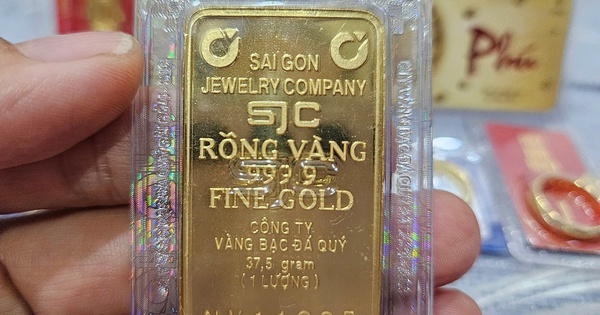 SAI GON
JEWELRY COMPANY
SJC
RỒNG VÀNG
999.9
FINE GOLD
CÔNG TY
VÀNG BẠC ĐÁ QUÝ
37,5 gram
(1 LƯỢNG)
Phúc